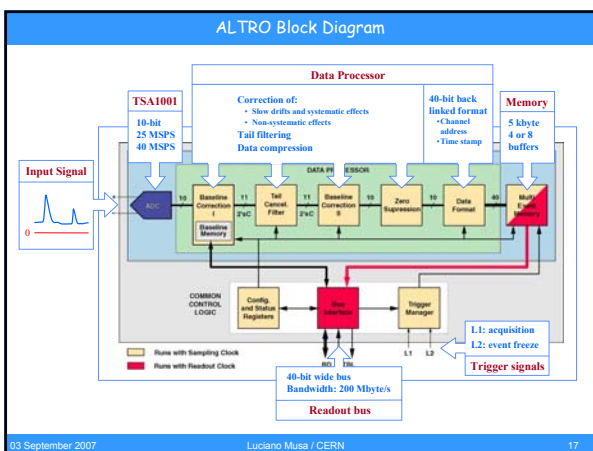 ALTRO Block Diagram
Data Processor
Correction of:
• Slow drifts and systematic effects
• Non-systematic effects
Tail filtering
Data compression
40-bit back
linked format
• Channel
address
• Time stamp
TSA1001
10-bit
25 MSPS
40 MSPS
Memory
5 kbyte
4 or 8
buffers
Input Signal
0
ADC
10
Baseline
Correction
I
Baseline
Memory
11
2'sC
Tail
Cancel.
Filter
11
2'sC
Baseline
Correction
10
Zero
Supression
10
Data
Format
40
Multi
Event
Memory
COMMON
CONTROL
LOGIC
Config.
and Status
Registers
Interface
Trigger
Manager
L1
L2
L1: acquisition
L2: event freeze
Trigger signals
Runs with Sampling Clock
Runs with Readout Clock
40-bit wide bus
Bandwidth: 200 Mbyte/s
Readout bus
03 September 2007
Luciano Musa / CERN
17